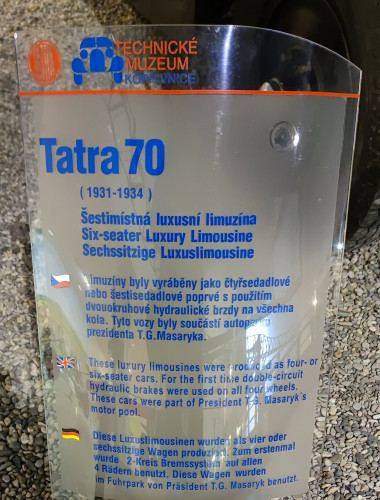 TECHNICKÉ
MUZEUM
KOPŘIVNICE
Tatra 70
( 1931-1934 )
Šestimístná luxusní limuzína
Six-seater Luxury Limousine
Sechssitzige Luxuslimousine
Limuzíny byly vyráběny jako čtyřsedadlové
nebo šestisedadlové poprvé s použitím
dvouokruhové hydraulické brzdy na všechna
kola. Tyto vozy byly součástí autoparku
prezidenta T.G.Masaryka.
These luxury limousines were produced as four- or
six-seater cars. For the first time double-circuit
hydraulic brakes were used on all four wheels.
These cars were part of President T.G. Masaryk´s
motor pool.
Diese Luxuslimousinen wurden als vier oder
sechssitzige Wagen produziert. Zum erstenmal
wurde 2-Kreis Bremssystem auf allen
4 Rädern benutzt. Diese Wagen wurden
im Fuhrpark von Präsident T.G. Masaryk benutzt.